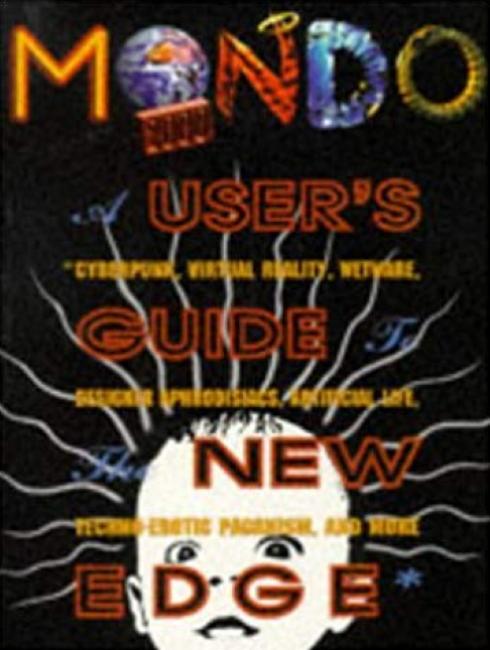 MONDO
2000
A USER'S
*CYBERPUNK, VIRTUAL REALITY, WETWARE,
GUIDE To
DESIGNER APHRODISIACS, ARTIFICIAL LIFE,
The NEW
TECHNO-EROTIC PAGANISM, AND MORE
EDGE*